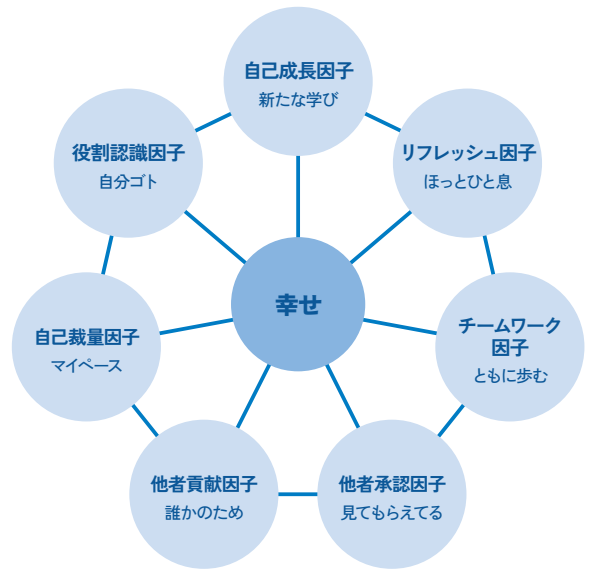 自己成長因子
新たな学び
リフレッシュ因子
ほっとひと息
チームワーク
因子
ともに歩む
他者承認因子
見てもらえてる
他者貢献因子
誰かのため
自己裁量因子
マイペース
役割認識因子
自分ゴト
幸せ